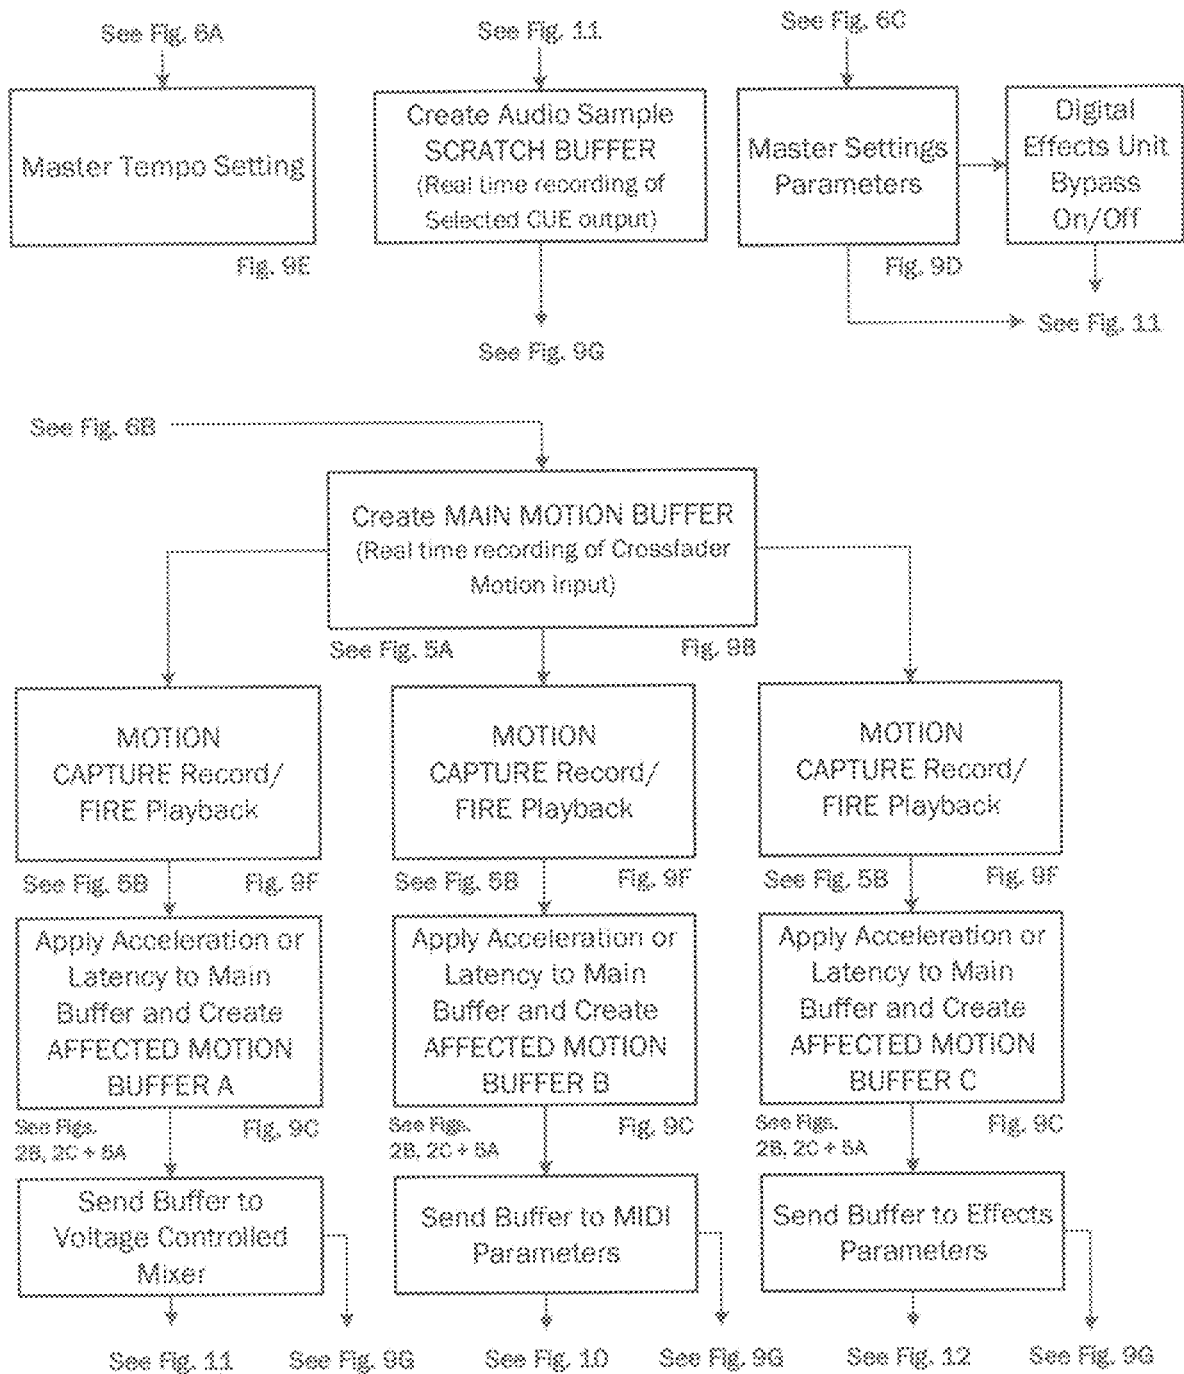 See Fig. 6A
See Fig. 11
See Fig. 6C
Master Tempo Setting
Fig. 9E
Create Audio Sample
SCRATCH BUFFER
(Real time recording of
Selected CUE output)
See Fig. 9G
Master Settings
Parameters
Fig. 9D
Digital
Effects Unit
Bypass
On/Off
See Fig. 11
See Fig. 6B
Create MAIN MOTION BUFFER
(Real time recording of Crossfader
Motion input)
See Fig. 5A
Fig. 9B
MOTION
CAPTURE Record/
FIRE Playback
See Fig. 5B
Fig. 9F
MOTION
CAPTURE Record/
FIRE Playback
See Fig. 5B
Fig. 9F
MOTION
CAPTURE Record/
FIRE Playback
See Fig. 5B
Fig. 9F
Apply Acceleration or
Latency to Main
Buffer and Create
AFFECTED MOTION
BUFFER A
See Figs.
2B, 2C + 5A
Fig. 9C
Apply Acceleration or
Latency to Main
Buffer and Create
AFFECTED MOTION
BUFFER B
See Figs.
2B, 2C + 5A
Fig. 9C
Apply Acceleration or
Latency to Main
Buffer and Create
AFFECTED MOTION
BUFFER C
See Figs.
2B, 2C + 5A
Fig. 9C
Send Buffer to
Voltage Controlled
Mixer
Send Buffer to MIDI
Parameters
Send Buffer to Effects
Parameters
See Fig. 11
See Fig. 9G
See Fig. 10
See Fig. 9G
See Fig. 12
See Fig. 9G